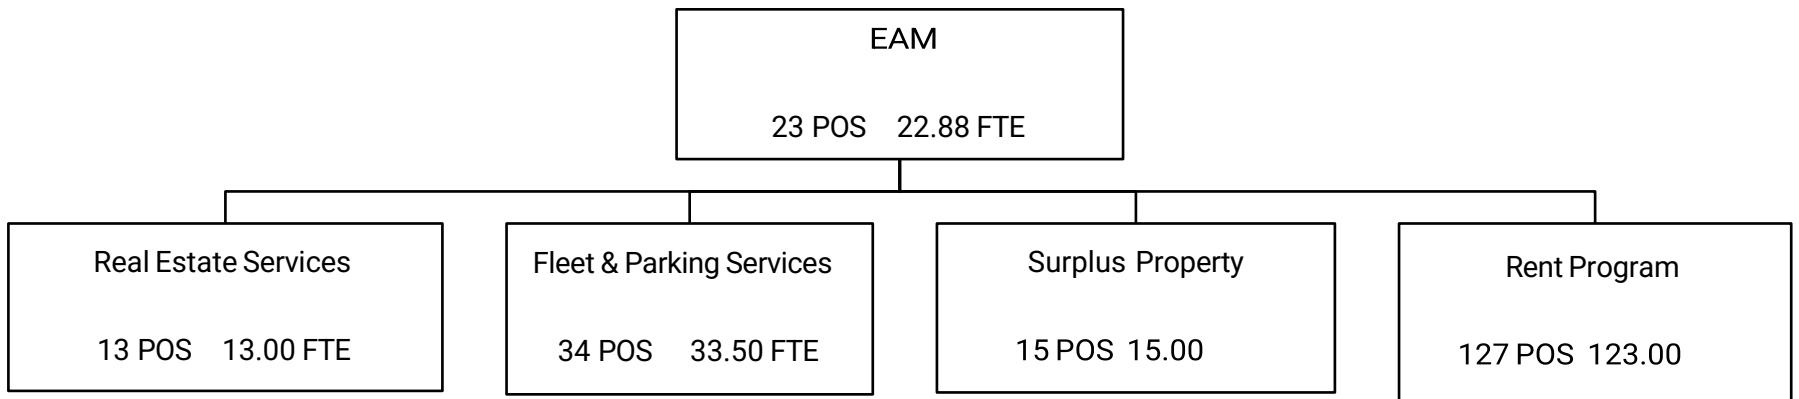 EAM
23 POS 22.88 FTE
Real Estate Services
13 POS 13.00 FTE
Fleet & Parking Services
34 POS 33.50 FTE
Surplus Property
15 POS 15.00
Rent Program
127 POS 123.00